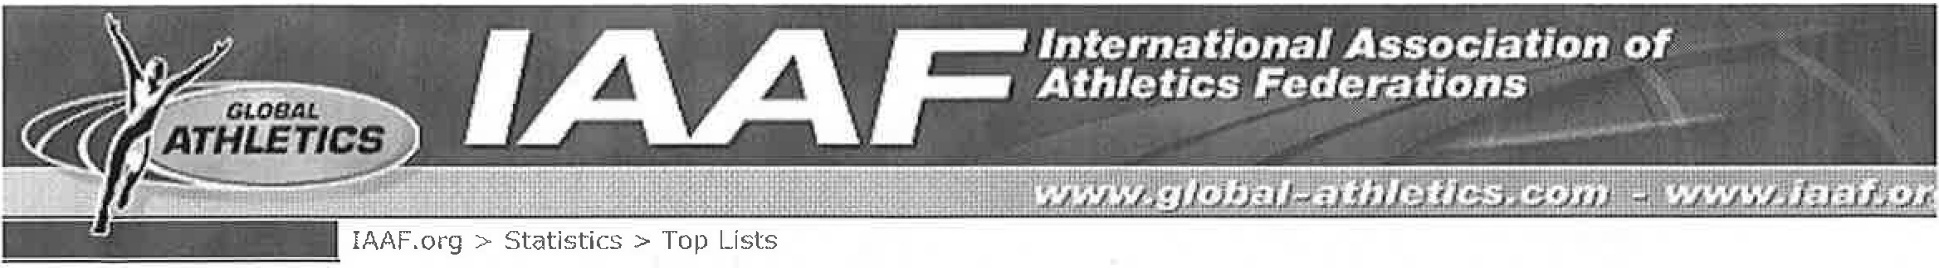 GLOBAL
ATHLETICS
IAAF
International Association of
Athletics Federations
www.global-athletics.com - www.iaaf.or
IAAF.org > Statistics > Top Lists